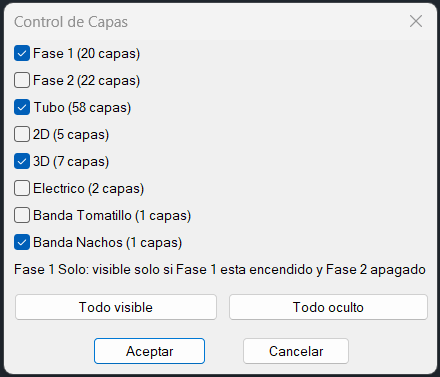 Control de Capas
Fase 1 (20 capas)
Fase 2 (22 capas)
Tubo (58 capas)
2D (5 capas)
3D (7 capas)
Electrico (2 capas)
Banda Tomatillo (1 capas)
Banda Nachos (1 capas)
Fase 1 Solo: visible solo si Fase 1 esta encendido y Fase 2 apagado
Todo visible
Todo oculto
Aceptar
Cancelar